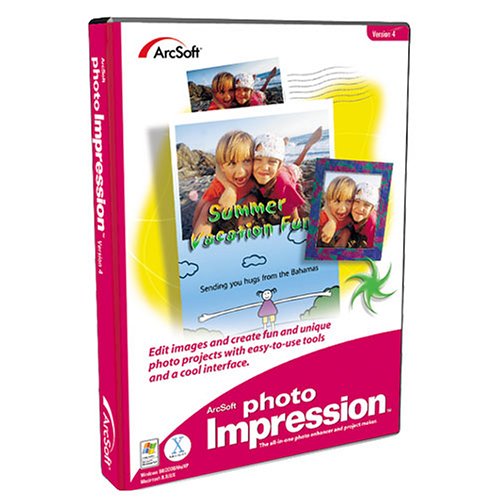 ArcSoft
Version 4
Summer
Vacation Fun
Sending you hugs from the Bahamas
Edit images and create fun and unique
photo projects with easy-to-use tools
and a cool interface.
ArcSoft photo
Impression™
The all-in-one photo enhancer and project-maker.
ArcSoft
photo
Impression™
Version 4
ArcSoft
X